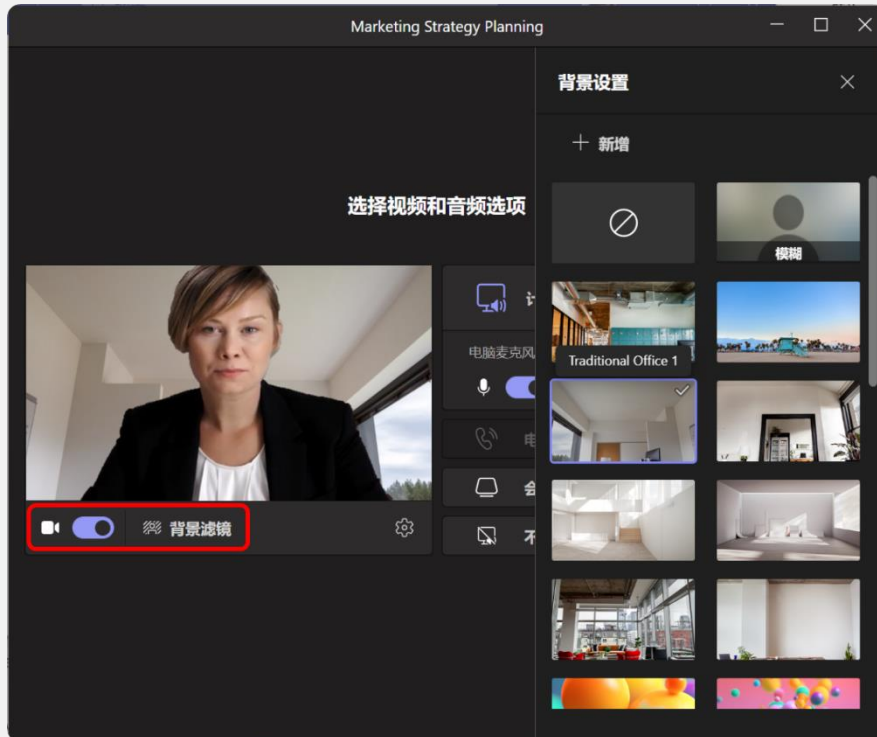 Marketing Strategy Planning
背景设置
新增
选择视频和音频选项
模糊
Traditional Office 1
电脑麦克风
背景滤镜